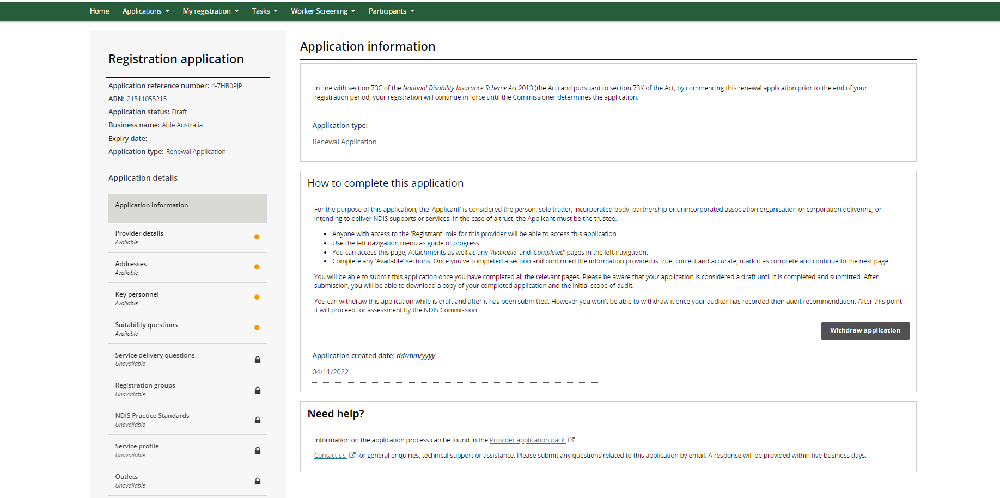 Home Applications My registration Tasks Worker Screening Participants
Registration application
Application reference number: 4-7HB0PJP
ABN: 21511055215
Application status: Draft
Business name: Able Australia
Expiry date:
Application type: Renewal Application
Application details
Application information
Provider details
Available
Addresses
Available
Key personnel
Available
Suitability questions
Available
Service delivery questions
Unavailable
Registration groups
Unavailable
NDIS Practice Standards
Unavailable
Service profile
Unavailable
Outlets
Unavailable
Application information
In line with section 73C of the National Disability Insurance Scheme Act 2013 (the Act) and pursuant to section 73K of the Act, by commencing this renewal application prior to the end of your
registration period, your registration will continue in force until the Commissioner determines the application.
Application type:
Renewal Application
How to complete this application
For the purpose of this application, the 'Applicant' is considered the person, sole trader, incorporated body, partnership or unincorporated association organisation or corporation delivering, or
intending to deliver NDIS supports or services. In the case of a trust, the Applicant must be the trustee.
• Anyone with access to the 'Registrant' role for this provider will be able to access this application.
• Use the left navigation menu as guide of progress.
• You can access this page, Attachments as well as any 'Available' and 'Completed' pages in the left navigation.
• Complete any 'Available' sections. Once you've completed a section and confirmed the information provided is true, correct and accurate, mark it as complete and continue to the next page.
You will be able to submit this application once you have completed all the relevant pages. Please be aware that your application is considered a draft until it is completed and submitted. After
submission, you will be able to download a copy of your completed application and the initial scope of audit.
You can withdraw this application while is draft and after it has been submitted. However you won't be able to withdraw it once your auditor has recorded their audit recommendation. After this point
it will proceed for assessment by the NDIS Commission.
Withdraw application
Application created date: dd/mm/yyyy
04/11/2022
Need help?
Information on the application process can be found in the Provider application pack .
Contact us for general enquiries, technical support or assistance. Please submit any questions related to this application by email. A response will be provided within five business days.